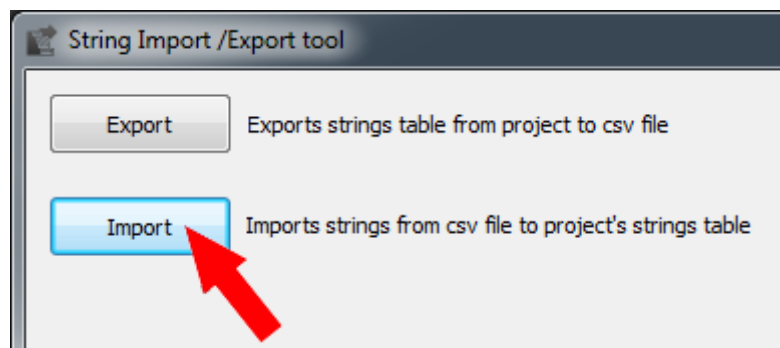 String Import /Export tool
Export Exports strings table from project to csv file
Import Imports strings from csv file to project's strings table